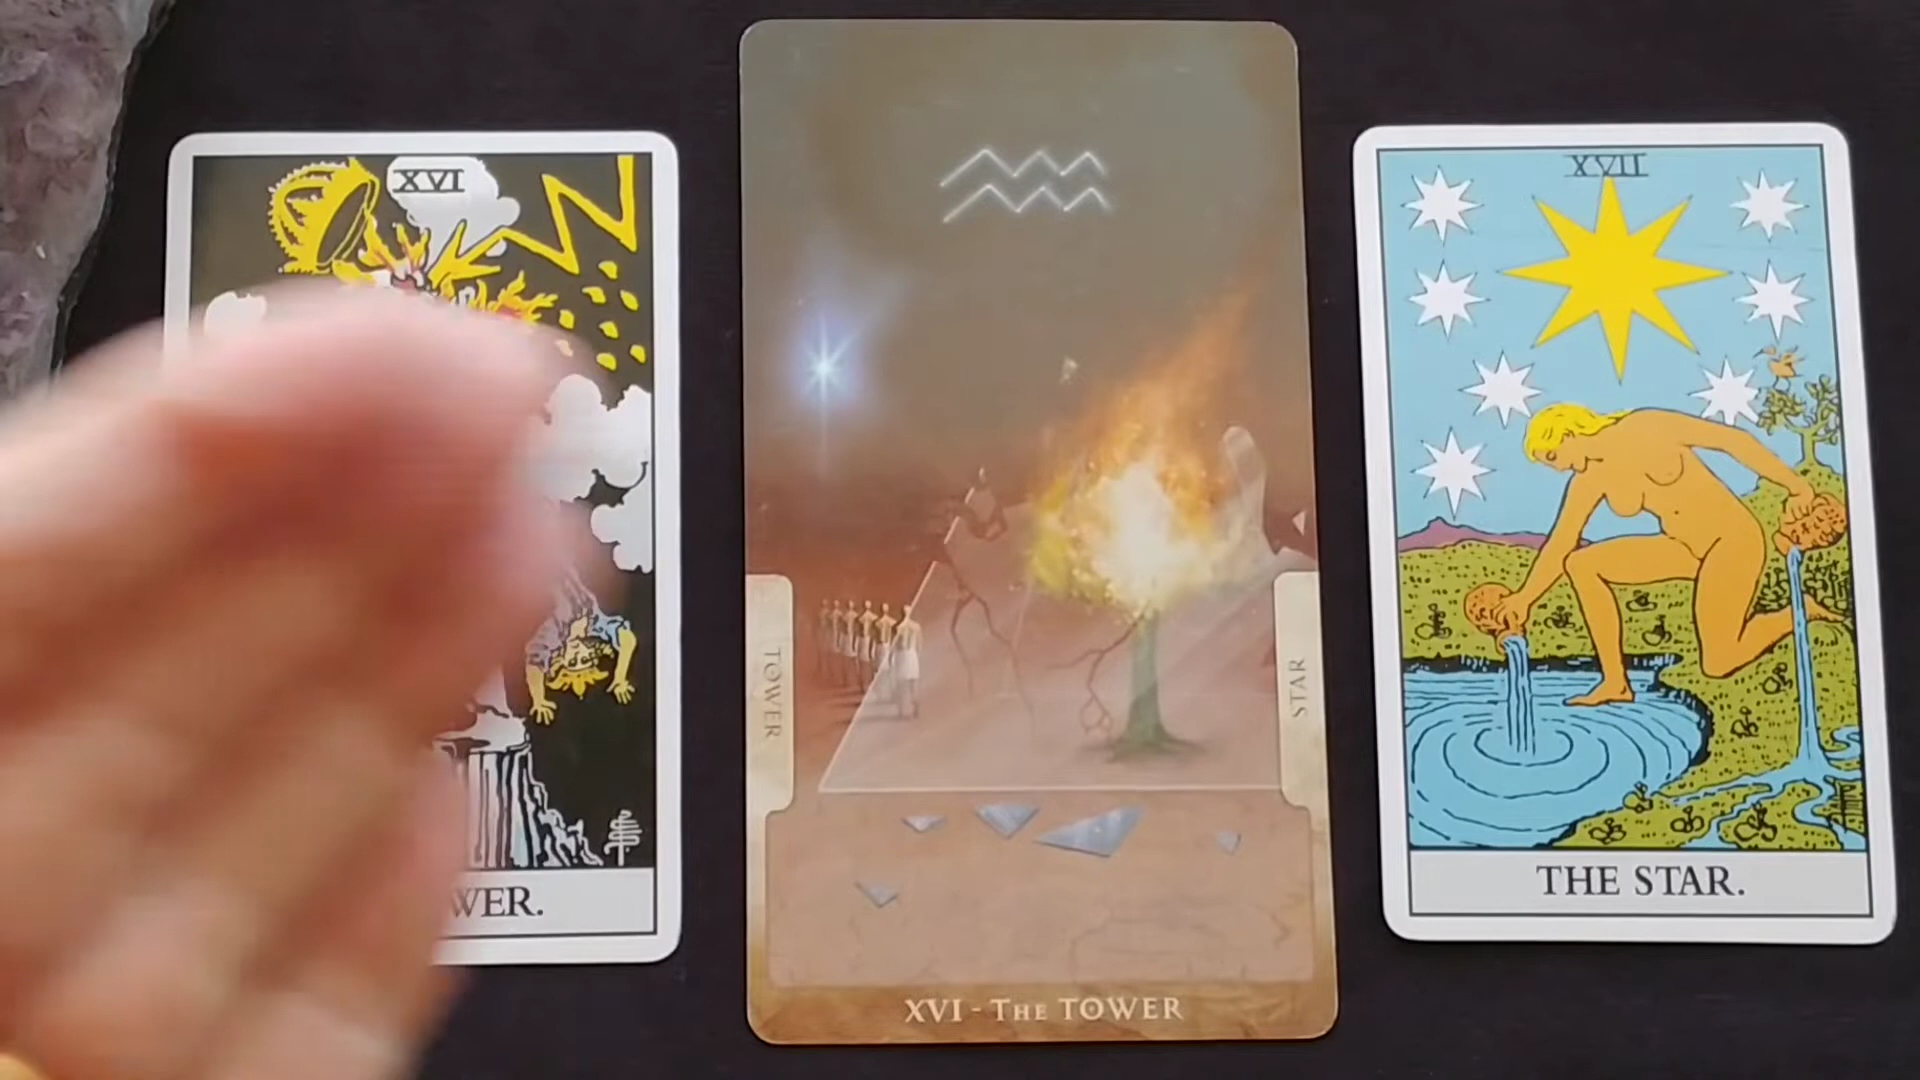 XVI
WER.
TOWER
STAR
XVI - THE TOWER
XVII
THE STAR.